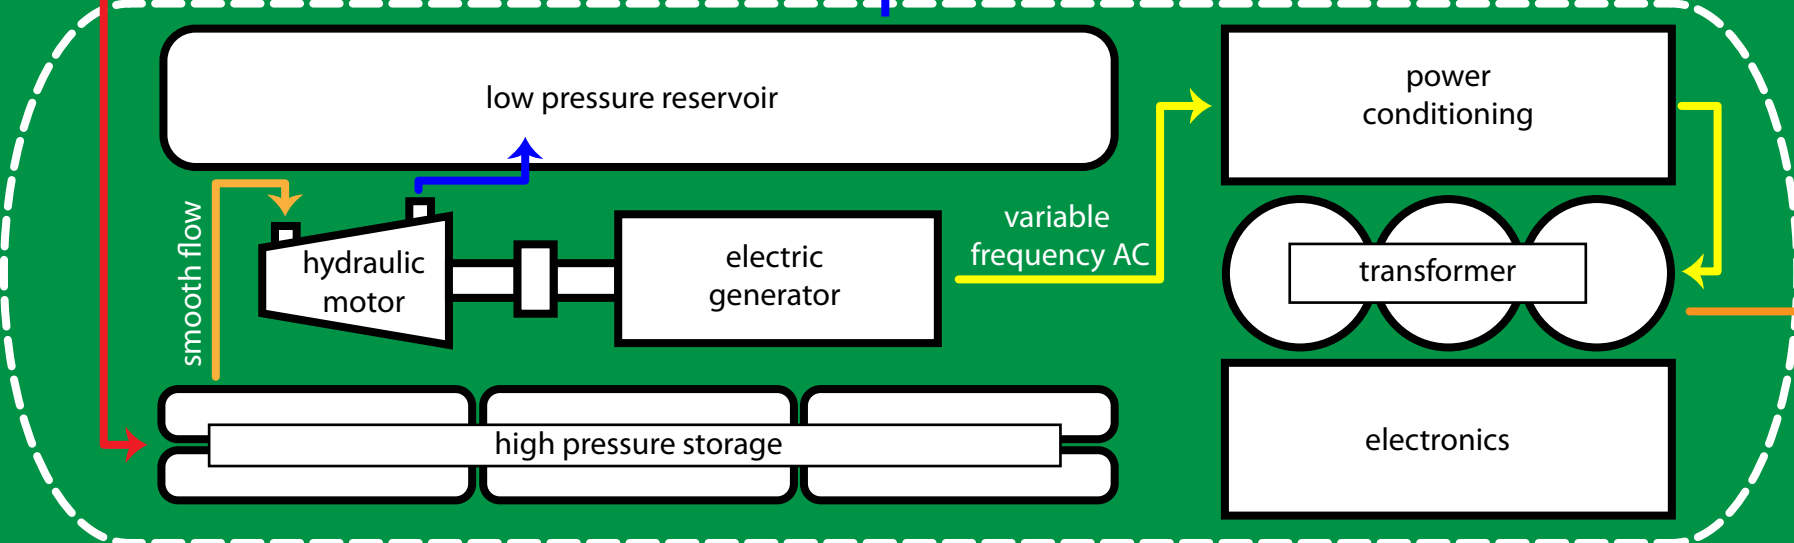 low pressure reservoir
power
conditioning
smooth flow
hydraulic
motor
electric
generator
variable
frequency AC
transformer
high pressure storage
electronics